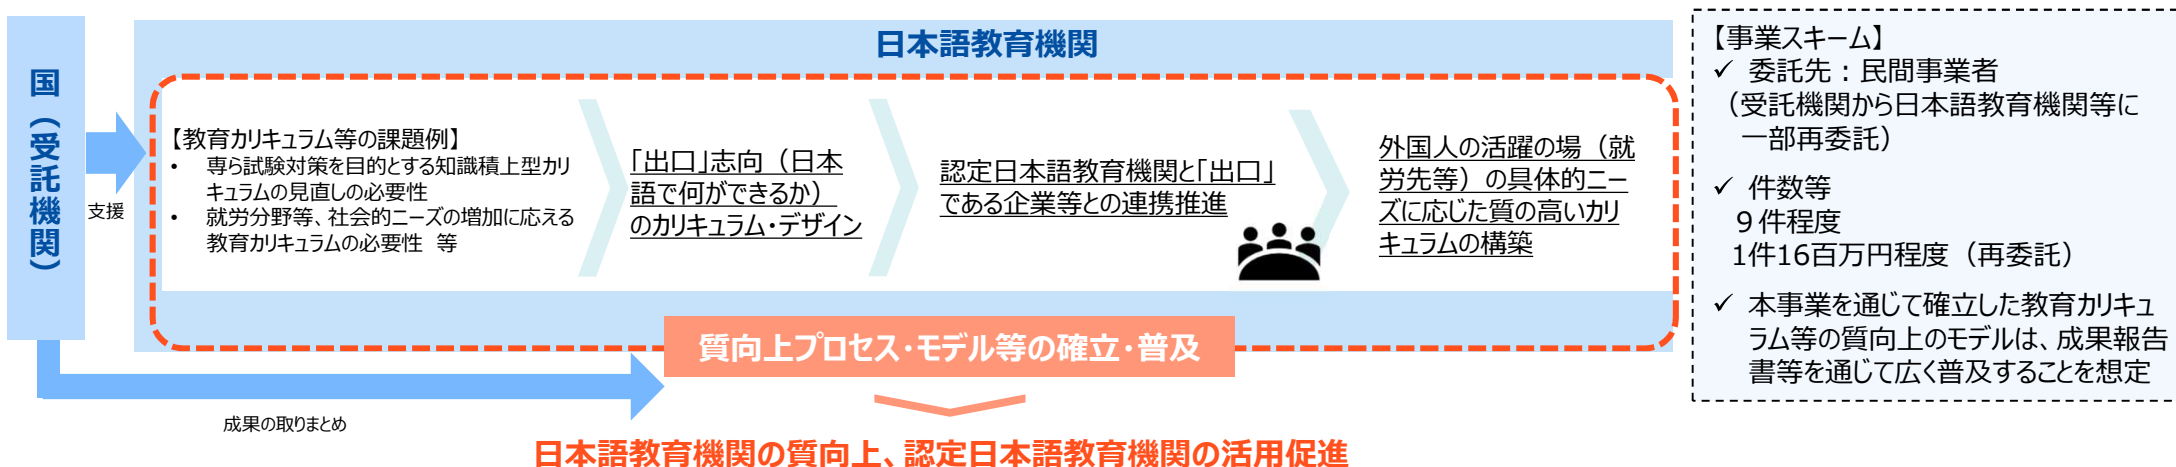 国（受託機関）
支援
日本語教育機関
【教育カリキュラム等の課題例】
• 専ら試験対策を目的とする知識積上型カリ
キュラムの見直しの必要性
• 就労分野等、社会的ニーズの増加に応える
教育カリキュラムの必要性 等
「出口」志向（日本
語で何ができるか）
のカリキュラム・デザイン
認定日本語教育機関と「出口」
である企業等との連携推進
外国人の活躍の場（就
労先等）の具体的ニー
ズに応じた質の高いカリ
キュラムの構築
質向上プロセス・モデル等の確立・普及
成果の取りまとめ
日本語教育機関の質向上、認定日本語教育機関の活用促進
【事業スキーム】
✓ 委託先：民間事業者
（受託機関から日本語教育機関等に
一部再委託）
✓ 件数等
９件程度
1件16百万円程度（再委託）
✓ 本事業を通じて確立した教育カリキュ
ラム等の質向上のモデルは、成果報告
書等を通じて広く普及することを想定